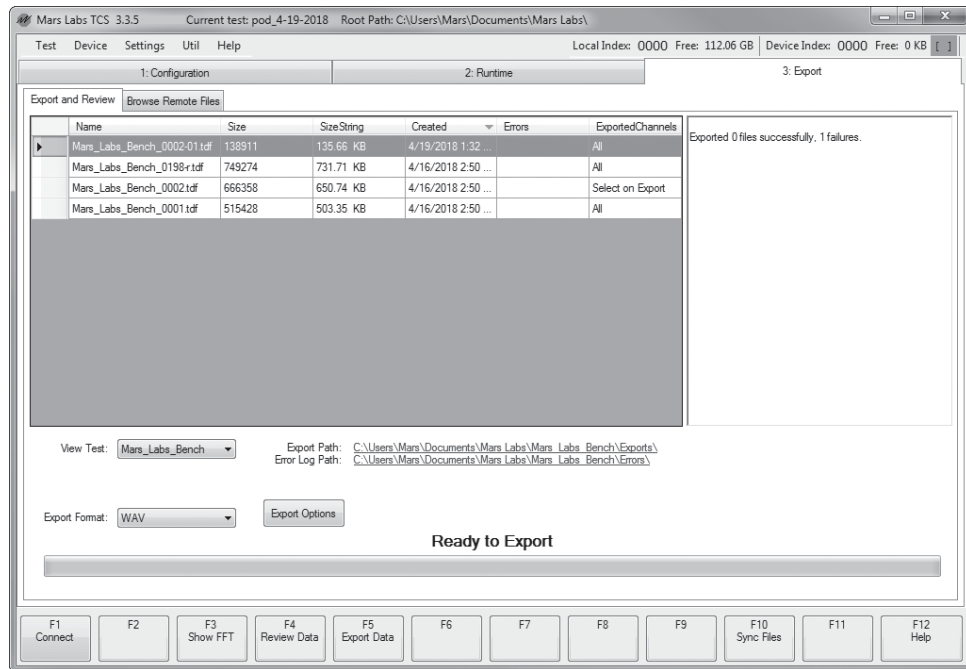 Mars Labs TCS 3.3.5 Current test: pod_4-19-2018 Root Path: C:\Users\Mars\Documents\Mars Labs\
Test Device Settings Util Help Local Index: 0000 Free: 112.06 GB Device Index: 0000 Free: 0 KB [ ]
1: Configuration 2: Runtime 3: Export
Export and Review Browse Remote Files
Name Size SizeString Created Errors ExportedChannels
Mars_Labs_Bench_0002-01.tdf 138911 135.66 KB 4/19/2018 1:32 ... All
Mars_Labs_Bench_0198-r.tdf 749274 731.71 KB 4/16/2018 2:50 ... All
Mars_Labs_Bench_0002.tdf 666358 650.74 KB 4/16/2018 2:50 ... Select on Export
Mars_Labs_Bench_0001.tdf 515428 503.35 KB 4/16/2018 2:50 ... All
Exported 0 files successfully, 1 failures.
View Test: Mars_Labs_Bench Export Path: C:\Users\Mars\Documents\Mars Labs\Mars_Labs_Bench\Exports\
Error Log Path: C:\Users\Mars\Documents\Mars Labs\Mars_Labs_Bench\Errors\
Export Format: WAV Export Options
Ready to Export
F1 Connect
F2
F3 Show FFT
F4 Review Data
F5 Export Data
F6
F7
F8
F9
F10 Sync Files
F11
F12 Help